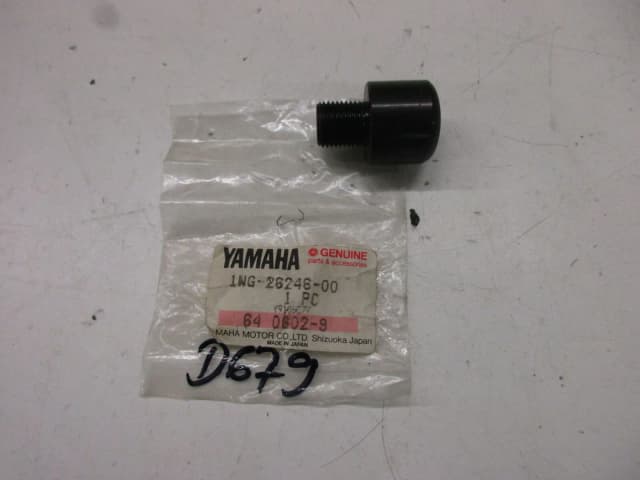 YAMAHA
GENUINE
parts & accessories
1WG-26246-00
1 PC
64 0602-9
MAHA MOTOR CO., LTD. Shizuoka Japan
MADE IN JAPAN
D679